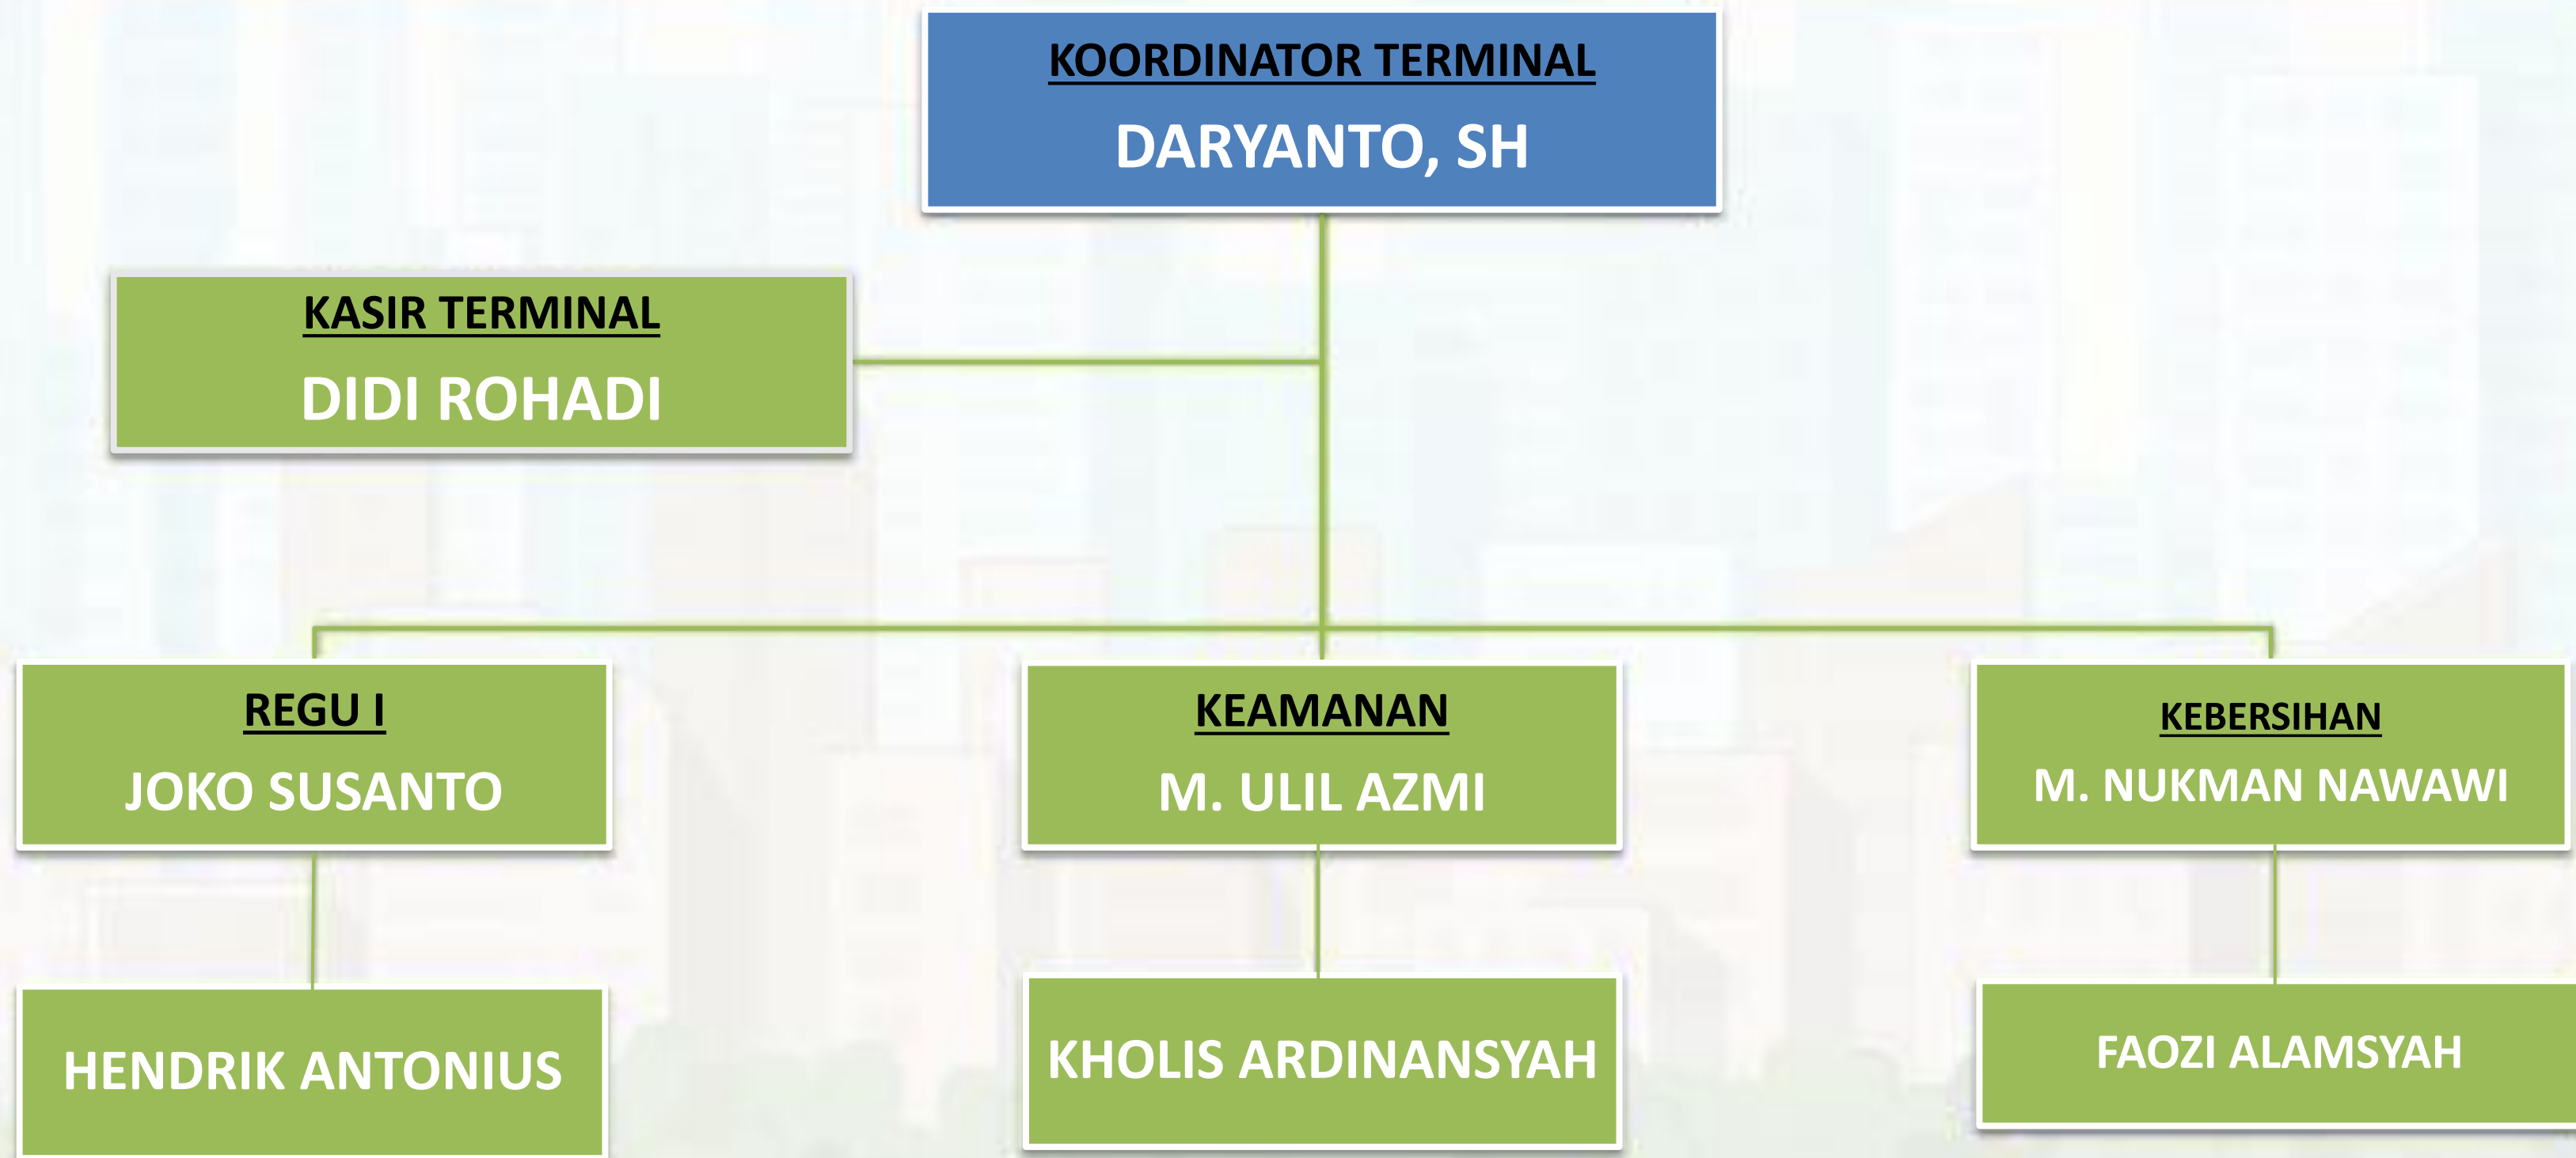 KOORDINATOR TERMINAL
DARYANTO, SH
KASIR TERMINAL
DIDI ROHADI
REGU I
JOKO SUSANTO
KEAMANAN
M. ULIL AZMI
KEBERSIHAN
M. NUKMAN NAWAWI
HENDRIK ANTONIUS
KHOLIS ARDINANSYAH
FAOZI ALAMSYAH